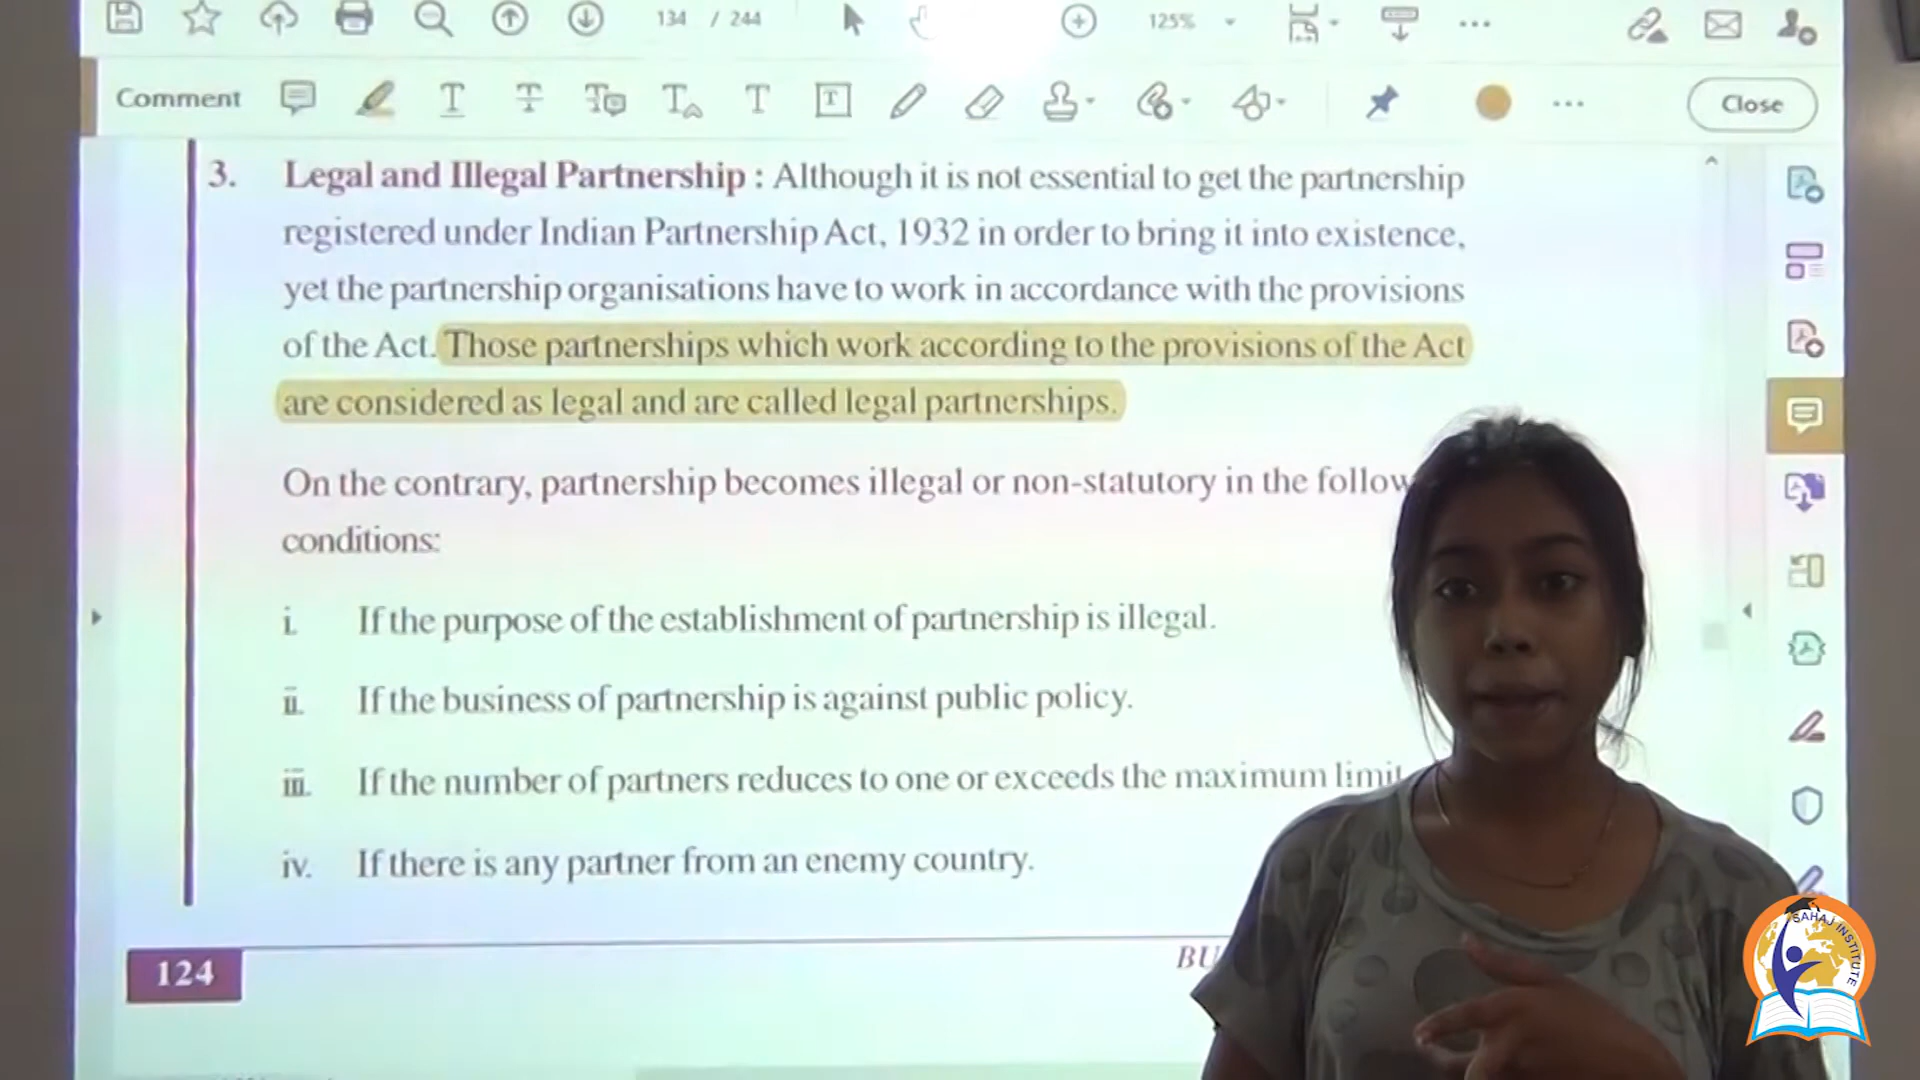 134 / 244
125%
Comment
Close
3. Legal and Illegal Partnership : Although it is not essential to get the partnership
registered under Indian Partnership Act, 1932 in order to bring it into existence,
yet the partnership organisations have to work in accordance with the provisions
of the Act. Those partnerships which work according to the provisions of the Act
are considered as legal and are called legal partnerships.
On the contrary, partnership becomes illegal or non-statutory in the follow
conditions:
i. If the purpose of the establishment of partnership is illegal.
ii. If the business of partnership is against public policy.
iii. If the number of partners reduces to one or exceeds the maximum limit
iv. If there is any partner from an enemy country.
124
BU
SAHAJ INSTITUTE